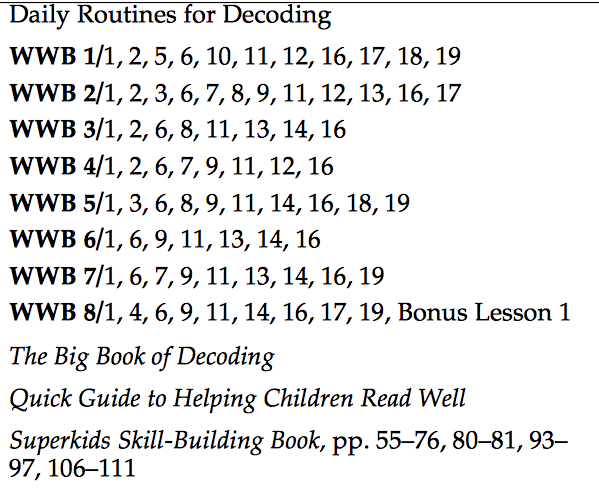 Daily Routines for Decoding
WWB 1/1, 2, 5, 6, 10, 11, 12, 16, 17, 18, 19
WWB 2/1, 2, 3, 6, 7, 8, 9, 11, 12, 13, 16, 17
WWB 3/1, 2, 6, 8, 11, 13, 14, 16
WWB 4/1, 2, 6, 7, 9, 11, 12, 16
WWB 5/1, 3, 6, 8, 9, 11, 14, 16, 18, 19
WWB 6/1, 6, 9, 11, 13, 14, 16
WWB 7/1, 6, 7, 9, 11, 13, 14, 16, 19
WWB 8/1, 4, 6, 9, 11, 14, 16, 17, 19, Bonus Lesson 1
The Big Book of Decoding
Quick Guide to Helping Children Read Well
Superkids Skill-Building Book, pp. 55–76, 80–81, 93–
97, 106–111